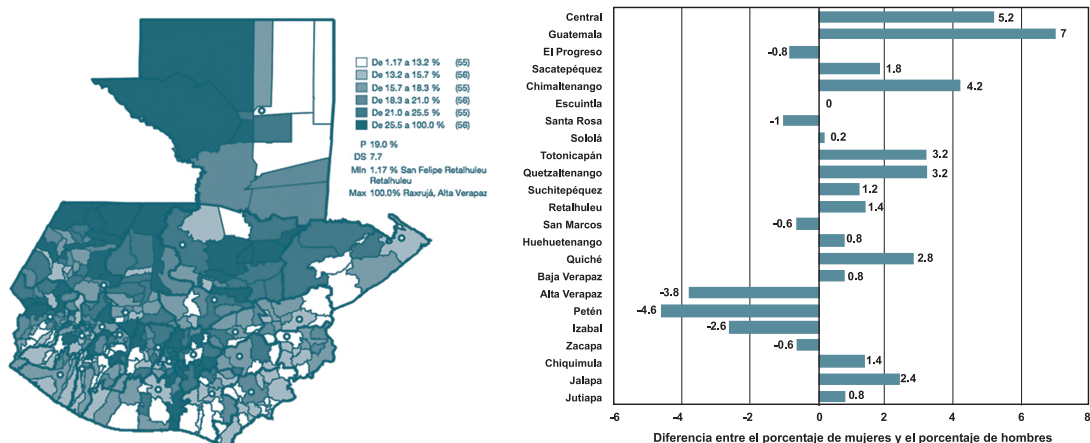 De 1.17 a 13.2 % (55)
De 13.2 a 15.7 % (56)
De 15.7 a 18.3 % (55)
De 18.3 a 21.0 % (56)
De 21.0 a 25.5 % (55)
De 25.5 a 100.0 % (56)
P 19.0 %
DS 7.7
Min 1.17 % San Felipe Retalhuleu
Retalhuleu
Max 100.0% Raxrujá, Alta Verapaz
Central 5.2
Guatemala 7
El Progreso -0.8
Sacatepéquez 1.8
Chimaltenango 4.2
Escuintla 0
Santa Rosa -1
Sololá 0.2
Totonicapán 3.2
Quetzaltenango 3.2
Suchitepéquez 1.2
Retalhuleu 1.4
San Marcos -0.6
Huehuetenango 0.8
Quiché 2.8
Baja Verapaz 0.8
Alta Verapaz -3.8
Petén -4.6
Izabal -2.6
Zacapa -0.6
Chiquimula 1.4
Jalapa 2.4
Jutiapa 0.8
-6 -4 -2 0 2 4 6 8
Diferencia entre el porcentaje de mujeres y el porcentaje de hombres